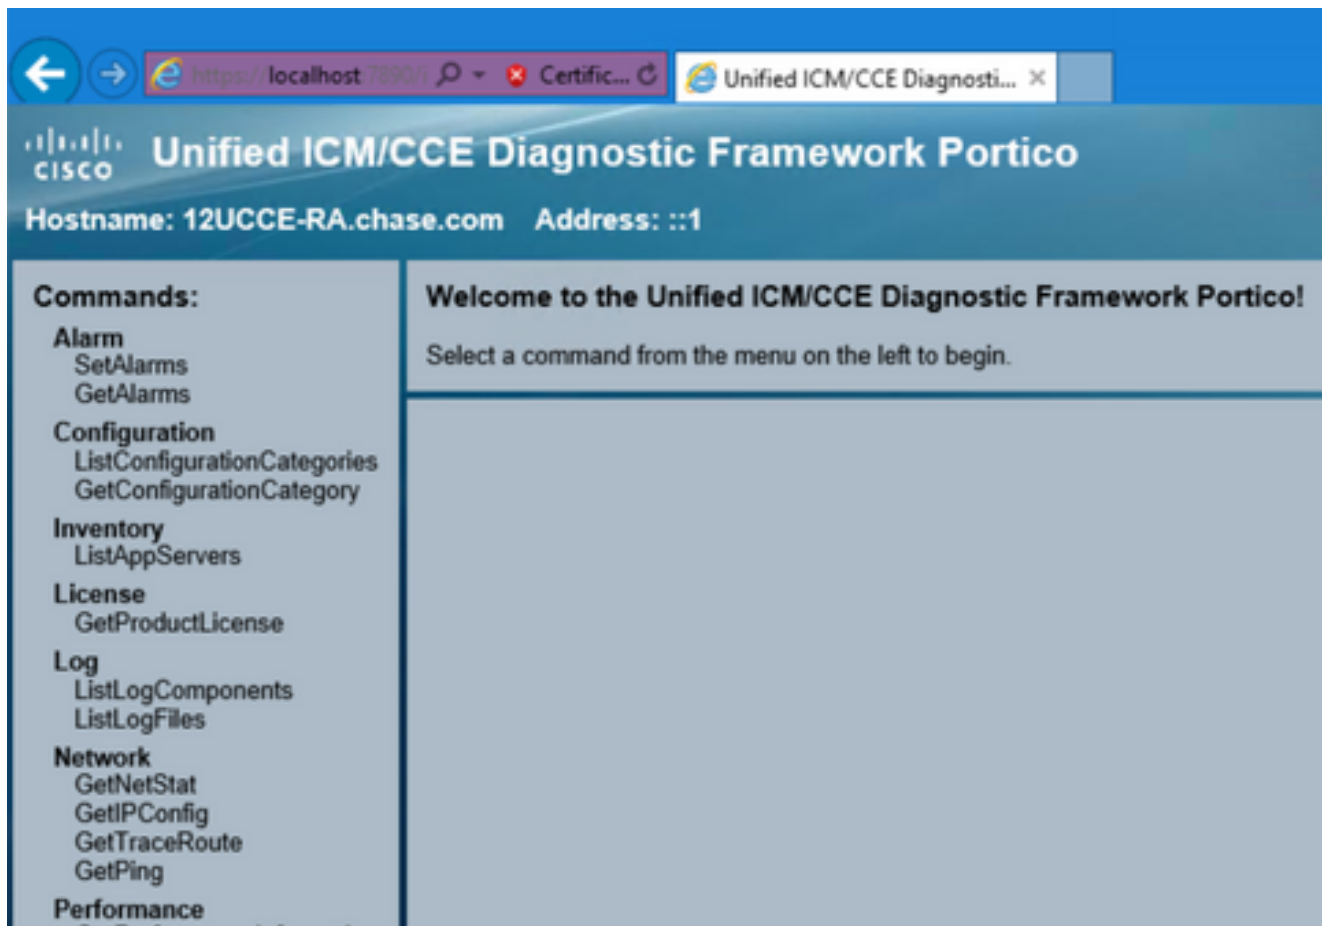 https://localhost:7890/i Certific...
Unified ICM/CCE Diagnosti...
CISCO
Unified ICM/CCE Diagnostic Framework Portico
Hostname: 12UCCE-RA.chase.com Address: ::1
Commands:
Alarm
SetAlarms
GetAlarms
Configuration
ListConfigurationCategories
GetConfigurationCategory
Inventory
ListAppServers
License
GetProductLicense
Log
ListLogComponents
ListLogFiles
Network
GetNetStat
GetIPConfig
GetTraceRoute
GetPing
Performance
Welcome to the Unified ICM/CCE Diagnostic Framework Portico!
Select a command from the menu on the left to begin.